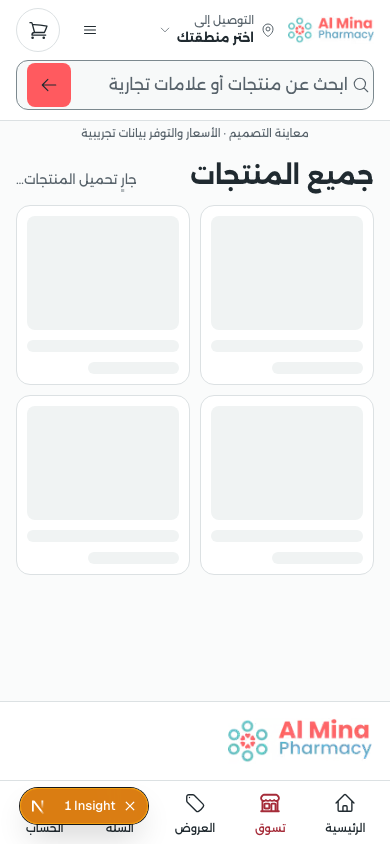 Al Mina
Pharmacy
التوصيل إلى
اختر منطقتك
ابحث عن منتجات أو علامات تجارية
معاينة التصميم · الأسعار والتوفر بيانات تجريبية
جميع المنتجات
جارٍ تحميل المنتجات...
Al Mina
Pharmacy
الرئيسية
تسوق
العروض
السلة
الحساب
1 Insight